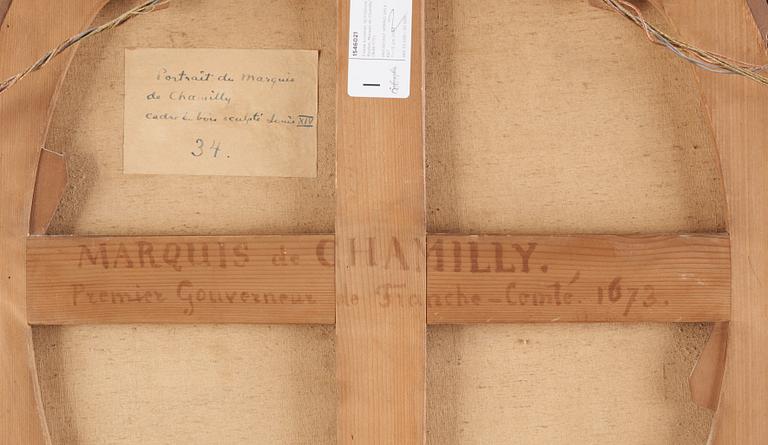 Portrait du Marquis
de Chamilly
cadre en bois sculpté Louis XIV
34.
1546021
MARQUIS de CHAMILLY.
Premier Gouverneur de Franche-Comté. 1673.